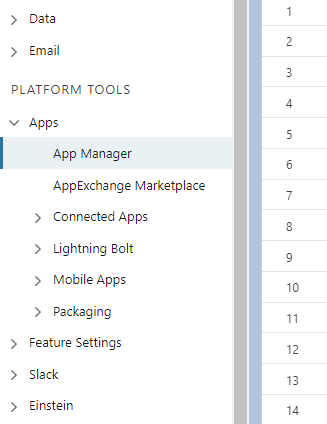 Data
Email
PLATFORM TOOLS
Apps
App Manager
AppExchange Marketplace
Connected Apps
Lightning Bolt
Mobile Apps
Packaging
Feature Settings
Slack
Einstein
1
2
3
4
5
6
7
8
9
10
11
12
13
14